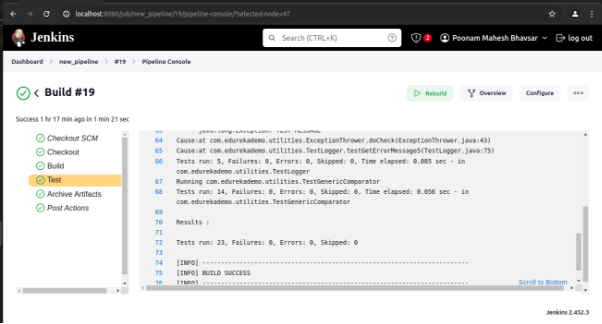 localhost:8080/job/new_pipeline/19/pipeline-console/?selected-node=47
Jenkins
Search (CTRL+K)
2
Poonam Mahesh Bhavsar
log out
Dashboard > new_pipeline > #19 > Pipeline Console
Build #19
Rebuild
Overview
Configure
Success 1 hr 17 min ago in 1 min 21 sec
Checkout SCM
Checkout
Build
Test
Archive Artifacts
Post Actions
63 java.lang.Exception: TEST MESSAGE
64 Cause:at com.edurekademo.utilities.ExceptionThrower.doCheck(ExceptionThrower.java:43)
65 Cause:at com.edurekademo.utilities.TestLogger.testGetErrorMessage5(TestLogger.java:75)
66 Tests run: 5, Failures: 0, Errors: 0, Skipped: 0, Time elapsed: 0.085 sec - in
com.edurekademo.utilities.TestLogger
67 Running com.edurekademo.utilities.TestGenericComparator
68 Tests run: 14, Failures: 0, Errors: 0, Skipped: 0, Time elapsed: 0.056 sec - in
com.edurekademo.utilities.TestGenericComparator
69
70 Results :
71
72 Tests run: 23, Failures: 0, Errors: 0, Skipped: 0
73
74 [INFO] ------------------------------------------------------------------------
75 [INFO] BUILD SUCCESS
76 [INFO] ------------------------------------------------------------------------
Scroll to Bottom
Jenkins 2.452.3